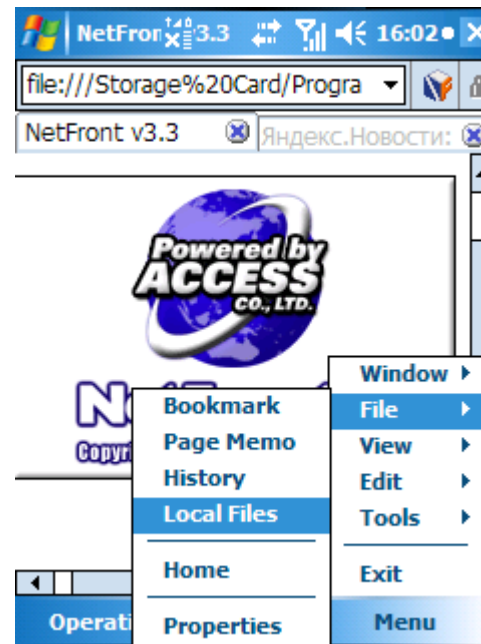 NetFron 3.3 16:02
file:///Storage%20Card/Progra
NetFront v3.3 Яндекс.Новости:
Powered by
ACCESS
CO., LTD.
Window
Bookmark
File
Page Memo
View
History
Edit
Local Files
Tools
Home
Exit
Properties
Operati
Menu
Copyri